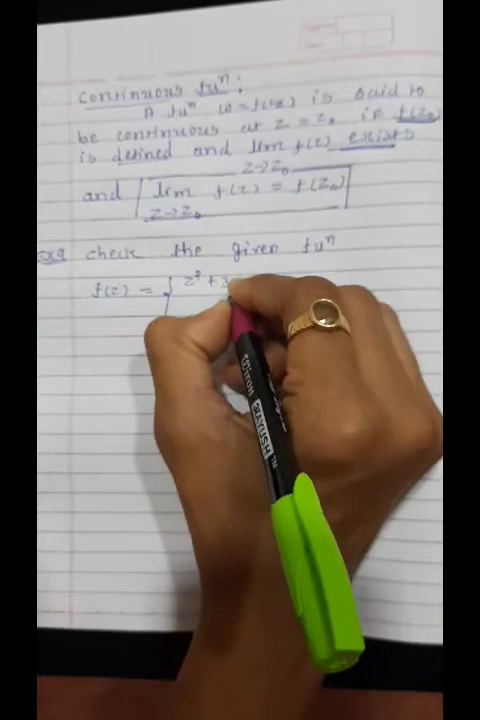 Continuous fuⁿ:
A fuⁿ w=f(z) is said to
be continuous at z=z₀ if f(z₀)
is defined and lim f(z) exists
z→z₀
and lim f(z) = f(z₀)
z→z₀
check the given fuⁿ
f(z) = { z² +